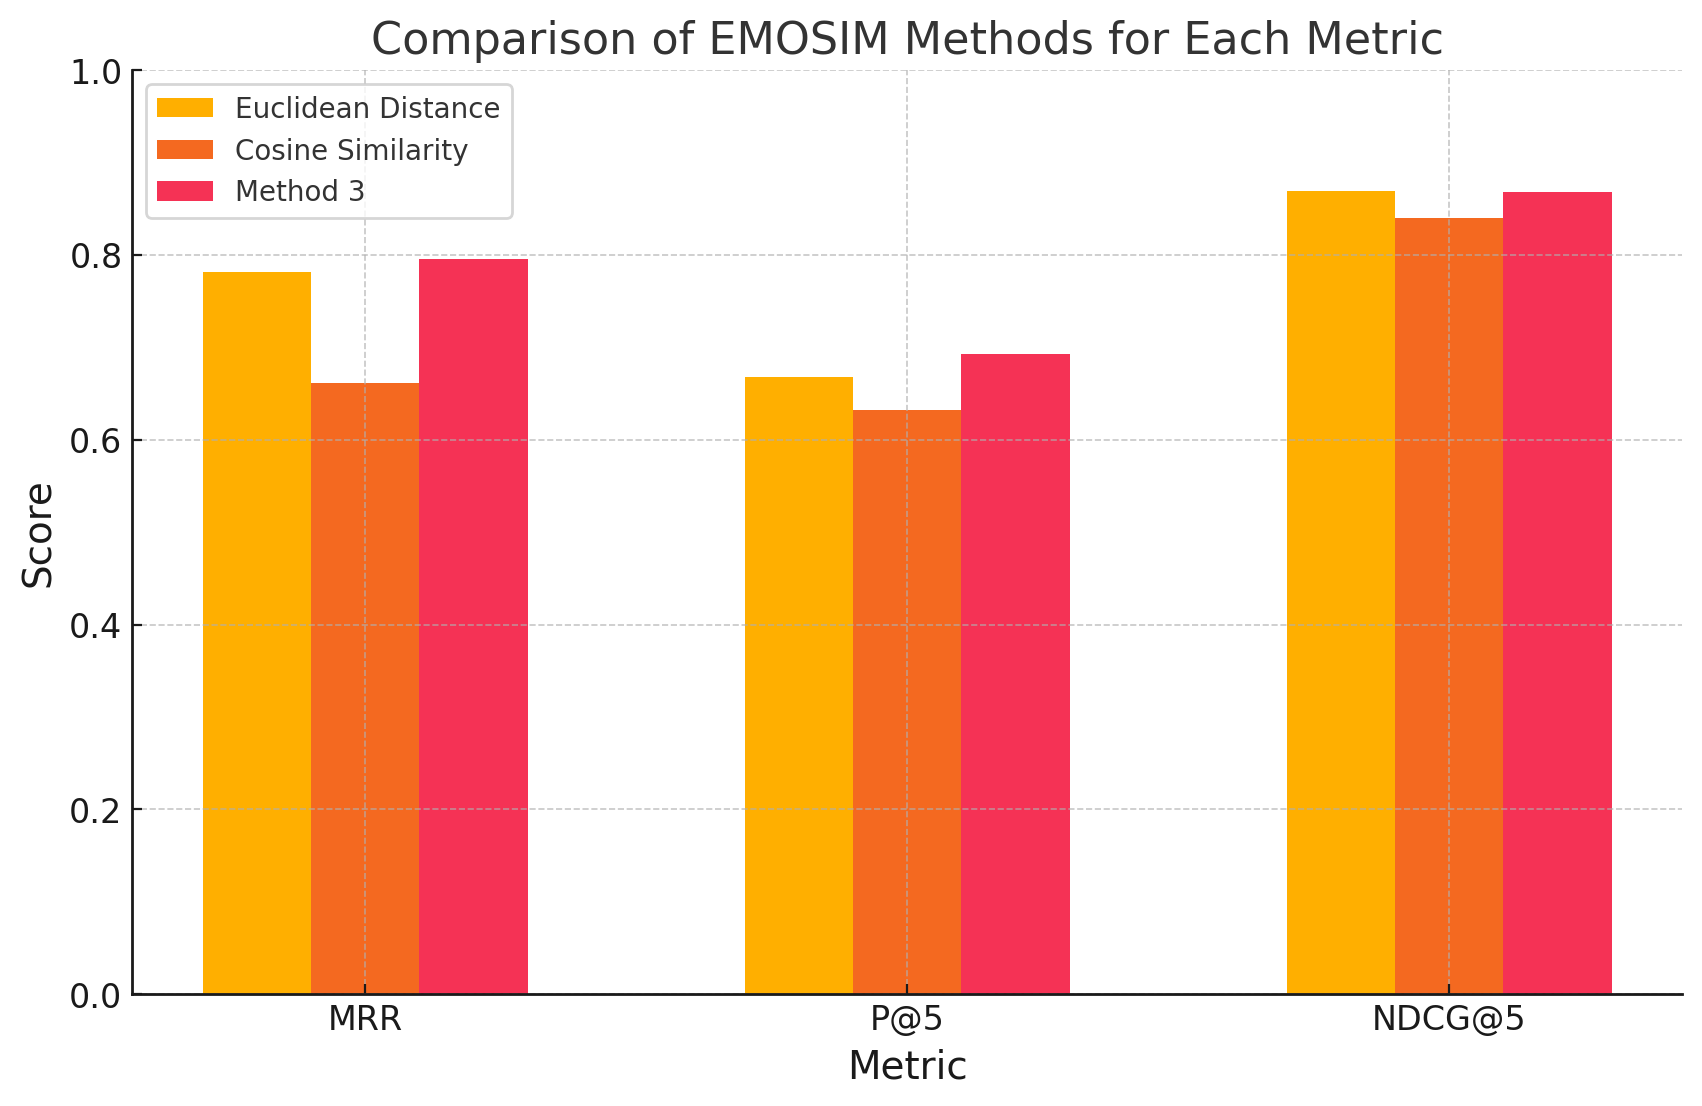 Comparison of EMOSIM Methods for Each Metric
1.0
Euclidean Distance
Cosine Similarity
Method 3
0.8
0.6
Score
0.4
0.2
0.0
MRR
P@5
NDCG@5
Metric